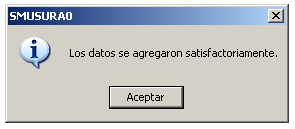 SMUSURA0
Los datos se agregaron satisfactoriamente.
Aceptar